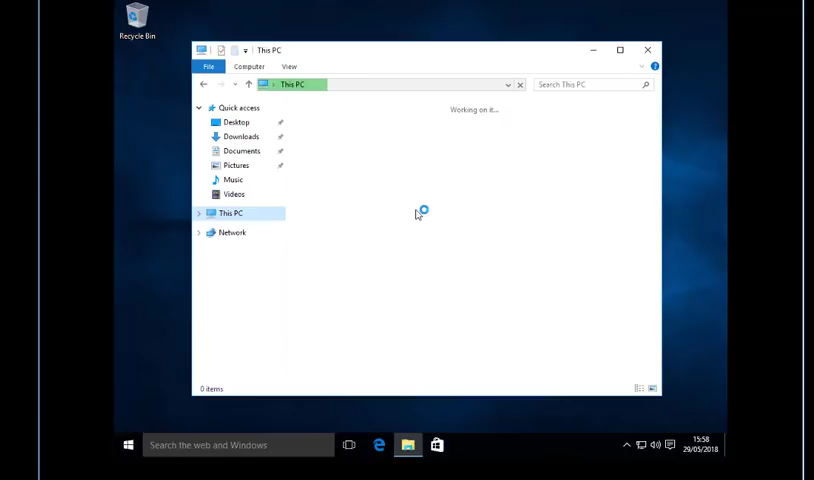 Recycle Bin
This PC
File Computer View
This PC
Search This PC
Quick access
Working on it...
Desktop
Downloads
Documents
Pictures
Music
Videos
This PC
Network
0 items
Search the web and Windows
15:58
29/05/2018